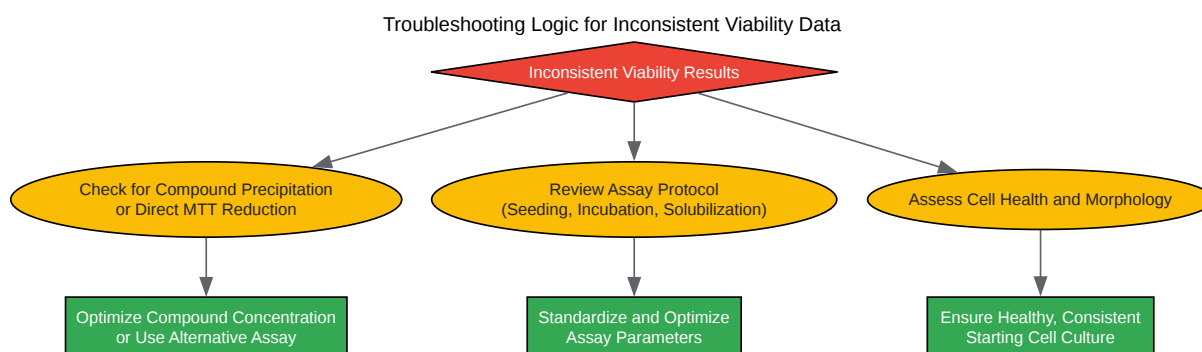 Troubleshooting Logic for Inconsistent Viability Data
Inconsistent Viability Results
Check for Compound Precipitation
or Direct MTT Reduction
Review Assay Protocol
(Seeding, Incubation, Solubilization)
Assess Cell Health and Morphology
Optimize Compound Concentration
or Use Alternative Assay
Standardize and Optimize
Assay Parameters
Ensure Healthy, Consistent
Starting Cell Culture